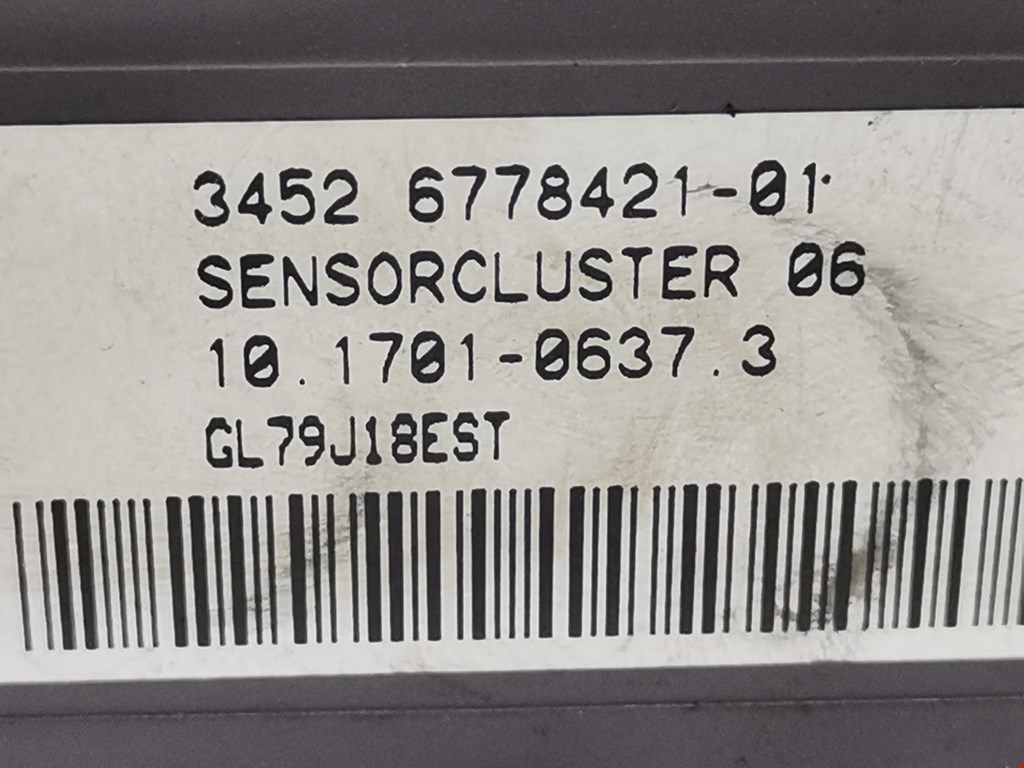 3452 6778421-01
SENSORCLUSTER 06
10.1701-0637.3
GL79J18EST